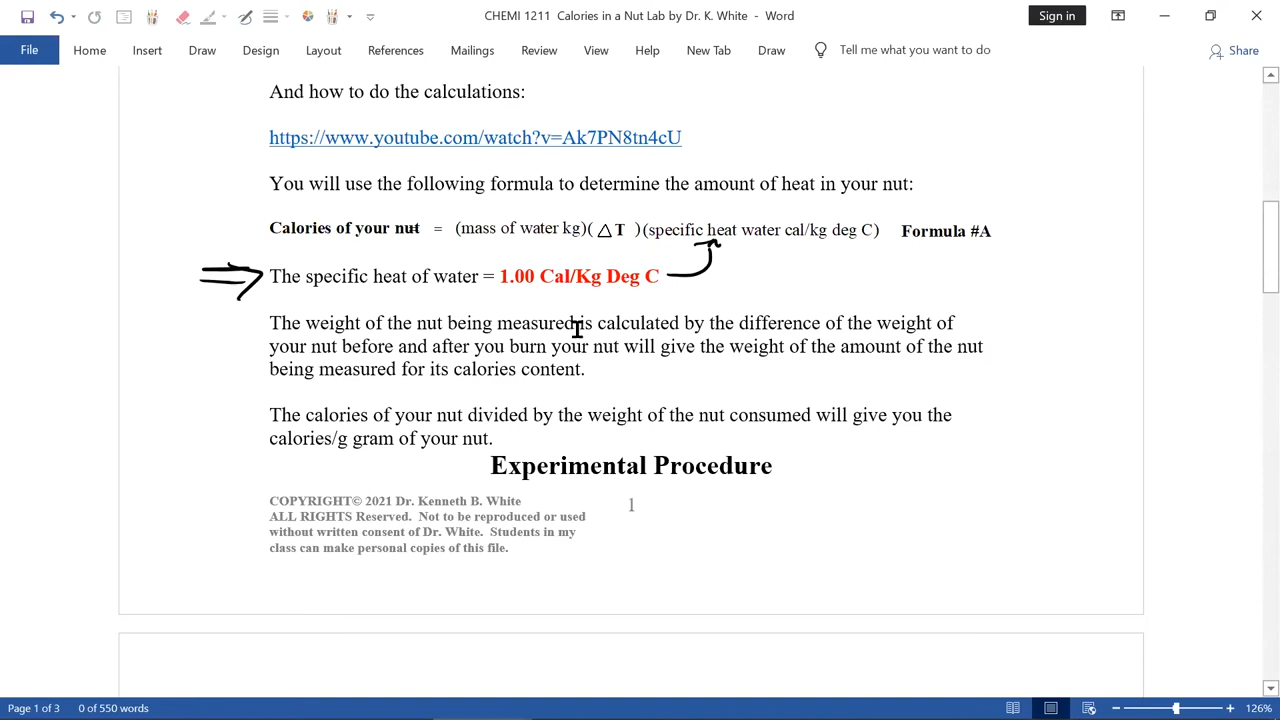 CHEMI 1211 Calories in a Nut Lab by Dr. K. White - Word
Sign in
File Home Insert Draw Design Layout References Mailings Review View Help New Tab Draw Tell me what you want to do Share
And how to do the calculations:
https://www.youtube.com/watch?v=Ak7PN8tn4cU
You will use the following formula to determine the amount of heat in your nut:
Calories of your nut = (mass of water kg)( △ T )(specific heat water cal/kg deg C) Formula #A
The specific heat of water = 1.00 Cal/Kg Deg C
The weight of the nut being measured is calculated by the difference of the weight of
your nut before and after you burn your nut will give the weight of the amount of the nut
being measured for its calories content.
The calories of your nut divided by the weight of the nut consumed will give you the
calories/g gram of your nut.
Experimental Procedure
COPYRIGHT© 2021 Dr. Kenneth B. White
ALL RIGHTS Reserved. Not to be reproduced or used
without written consent of Dr. White. Students in my
class can make personal copies of this file.
1
Page 1 of 3 0 of 550 words 126%